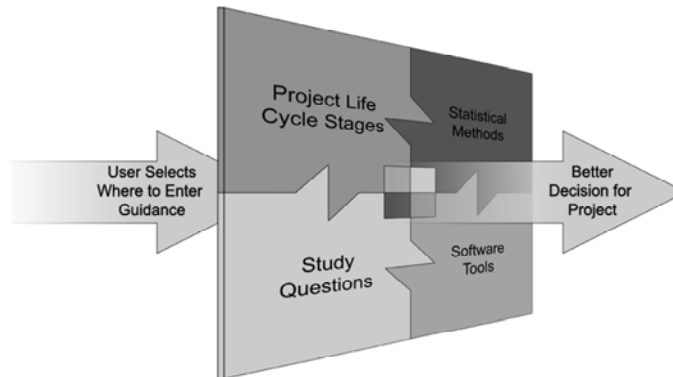 Project Life
Cycle Stages
Statistical
Methods
User Selects
Where to Enter
Guidance
Better
Decision for
Project
Study
Questions
Software
Tools